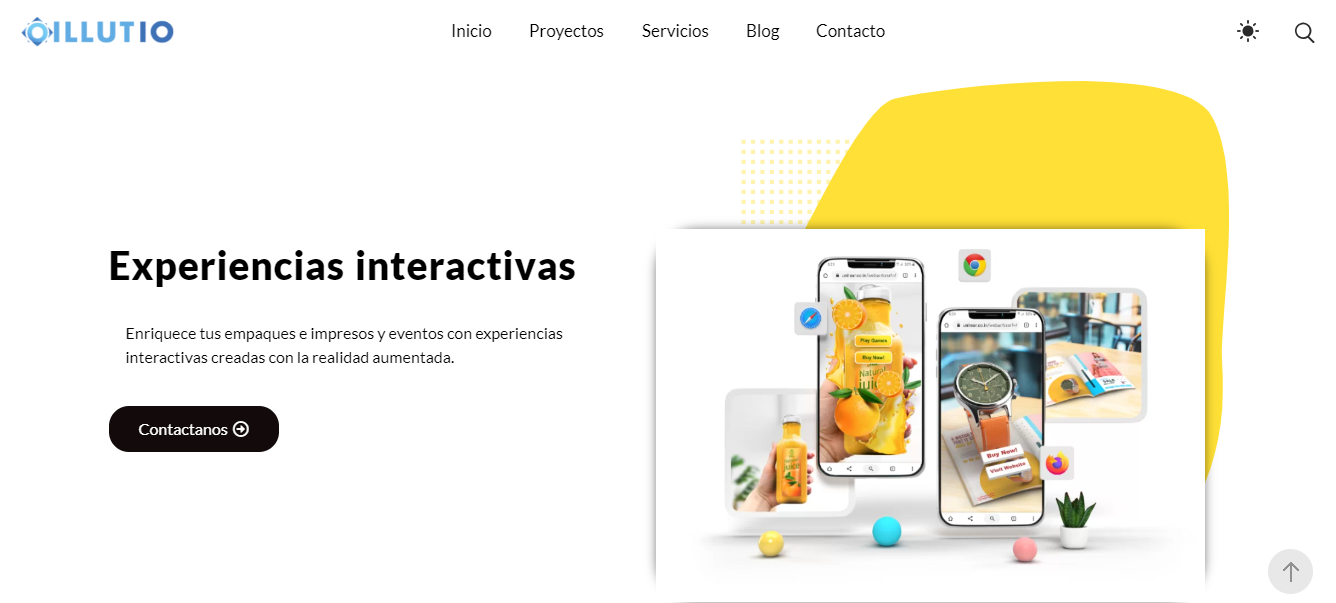 ILLUTIO
Inicio
Proyectos
Servicios
Blog
Contacto
Experiencias interactivas
Enriquece tus empaques e impresos y eventos con experiencias
interactivas creadas con la realidad aumentada.
Contactanos
Play Games
Buy Now!
Natural
juice
Buy Now!
Visit Website
juice